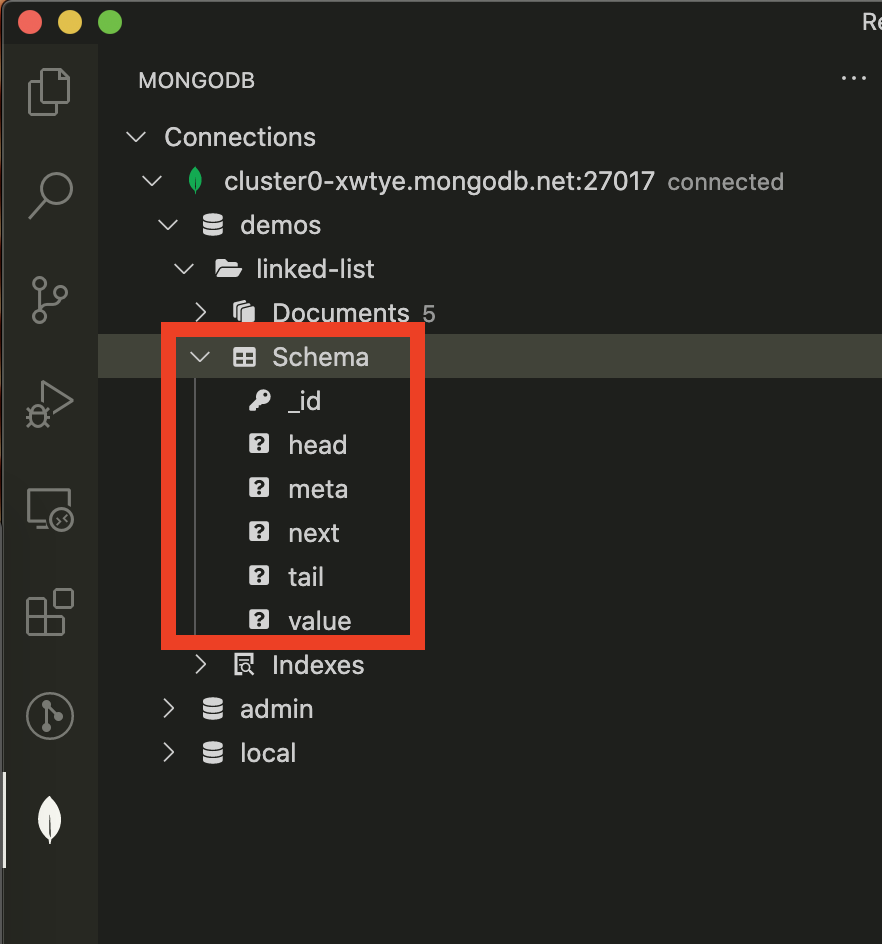 Re
MONGODB
Connections
cluster0-xwtye.mongodb.net:27017 connected
demos
linked-list
Documents 5
Schema
_id
head
meta
next
tail
value
Indexes
admin
local